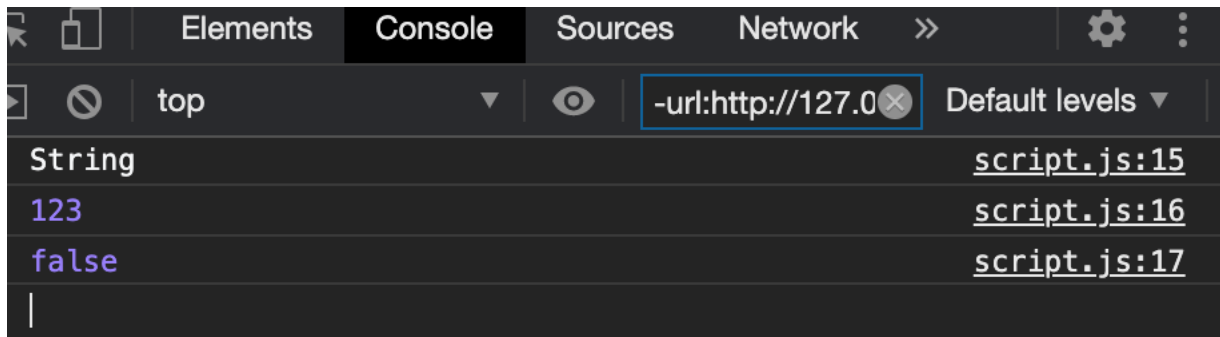 Elements Console Sources Network »
top -url:http://127.0 Default levels
String script.js:15
123 script.js:16
false script.js:17